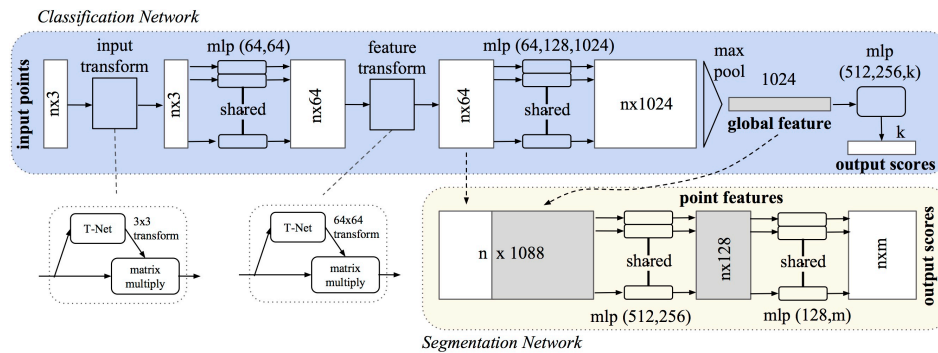 Classification Network
input points
nx3
input
transform
nx3
mlp (64,64)
shared
nx64
feature
transform
nx64
mlp (64,128,1024)
shared
nx1024
max
pool
1024
global feature
mlp
(512,256,k)
k
output scores
T-Net
3x3
transform
matrix
multiply
T-Net
64x64
transform
matrix
multiply
point features
n x 1088
shared
mlp (512,256)
nx128
shared
mlp (128,m)
nxm
output scores
Segmentation Network